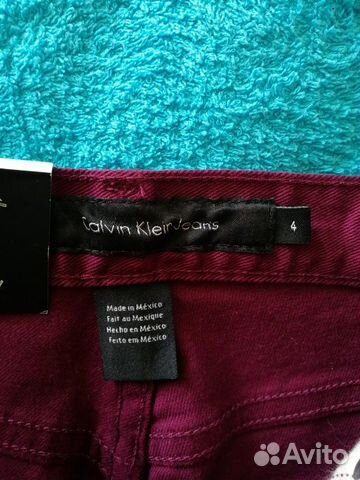 Calvin Klein Jeans
4
Made in México
Fait au Mexique
Hecho en México
Feito em México
Avito